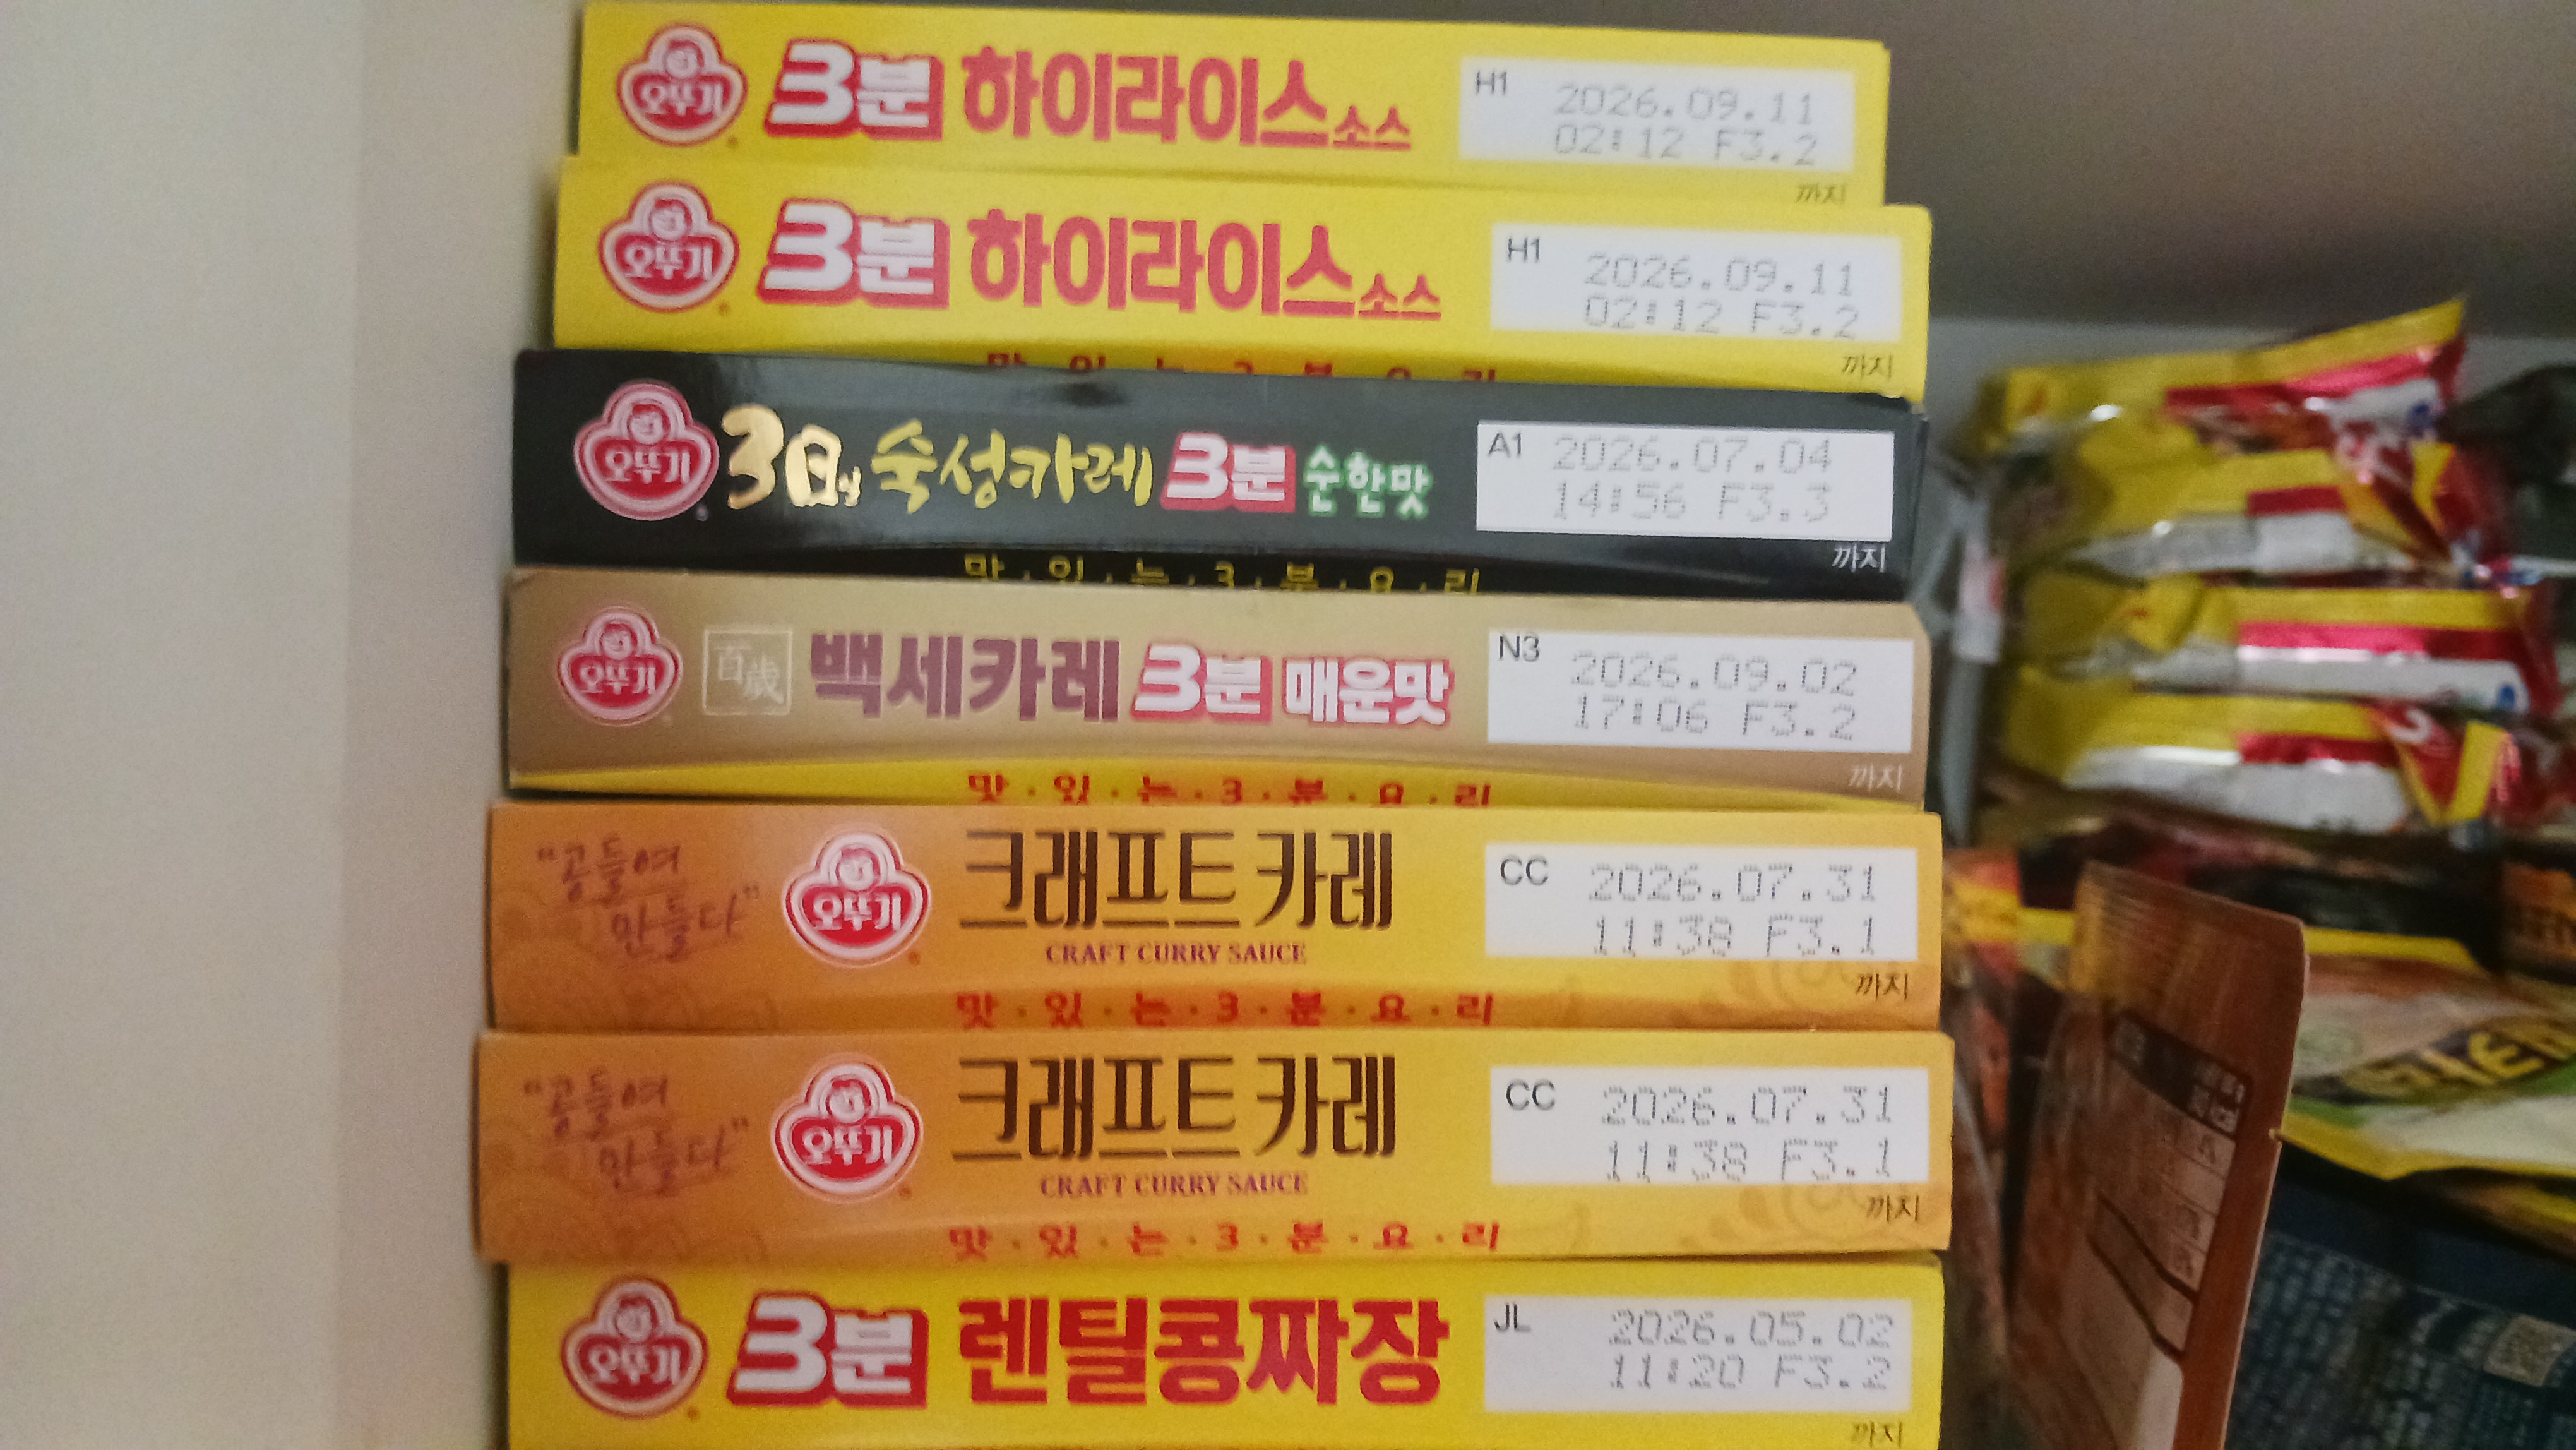 오뚜기 3분 하이라이스소스 H1 2026.09.11
02:12 F3.2
까지
오뚜기 3분 하이라이스소스 H1 2026.09.11
02:12 F3.2
까지
맛 있 는 3 분 요 리
오뚜기 3日의 숙성카레 3분 순한맛 A1 2026.07.04
14:56 F3.3
까지
맛·있·는·3·분·요·리
오뚜기 百歲 백세카레 3분 매운맛 N3 2026.09.02
17:06 F3.2
까지
맛·있·는·3·분·요·리
"공들여
만들다"
오뚜기 크래프트 카레
CRAFT CURRY SAUCE
CC 2026.07.31
11:38 F3.1
까지
맛·있·는·3·분·요·리
"공들여
만들다"
오뚜기 크래프트 카레
CRAFT CURRY SAUCE
CC 2026.07.31
11:38 F3.1
까지
맛·있·는·3·분·요·리
오뚜기 3분 렌틸콩짜장 JL 2026.05.02
11:20 F3.2
까지